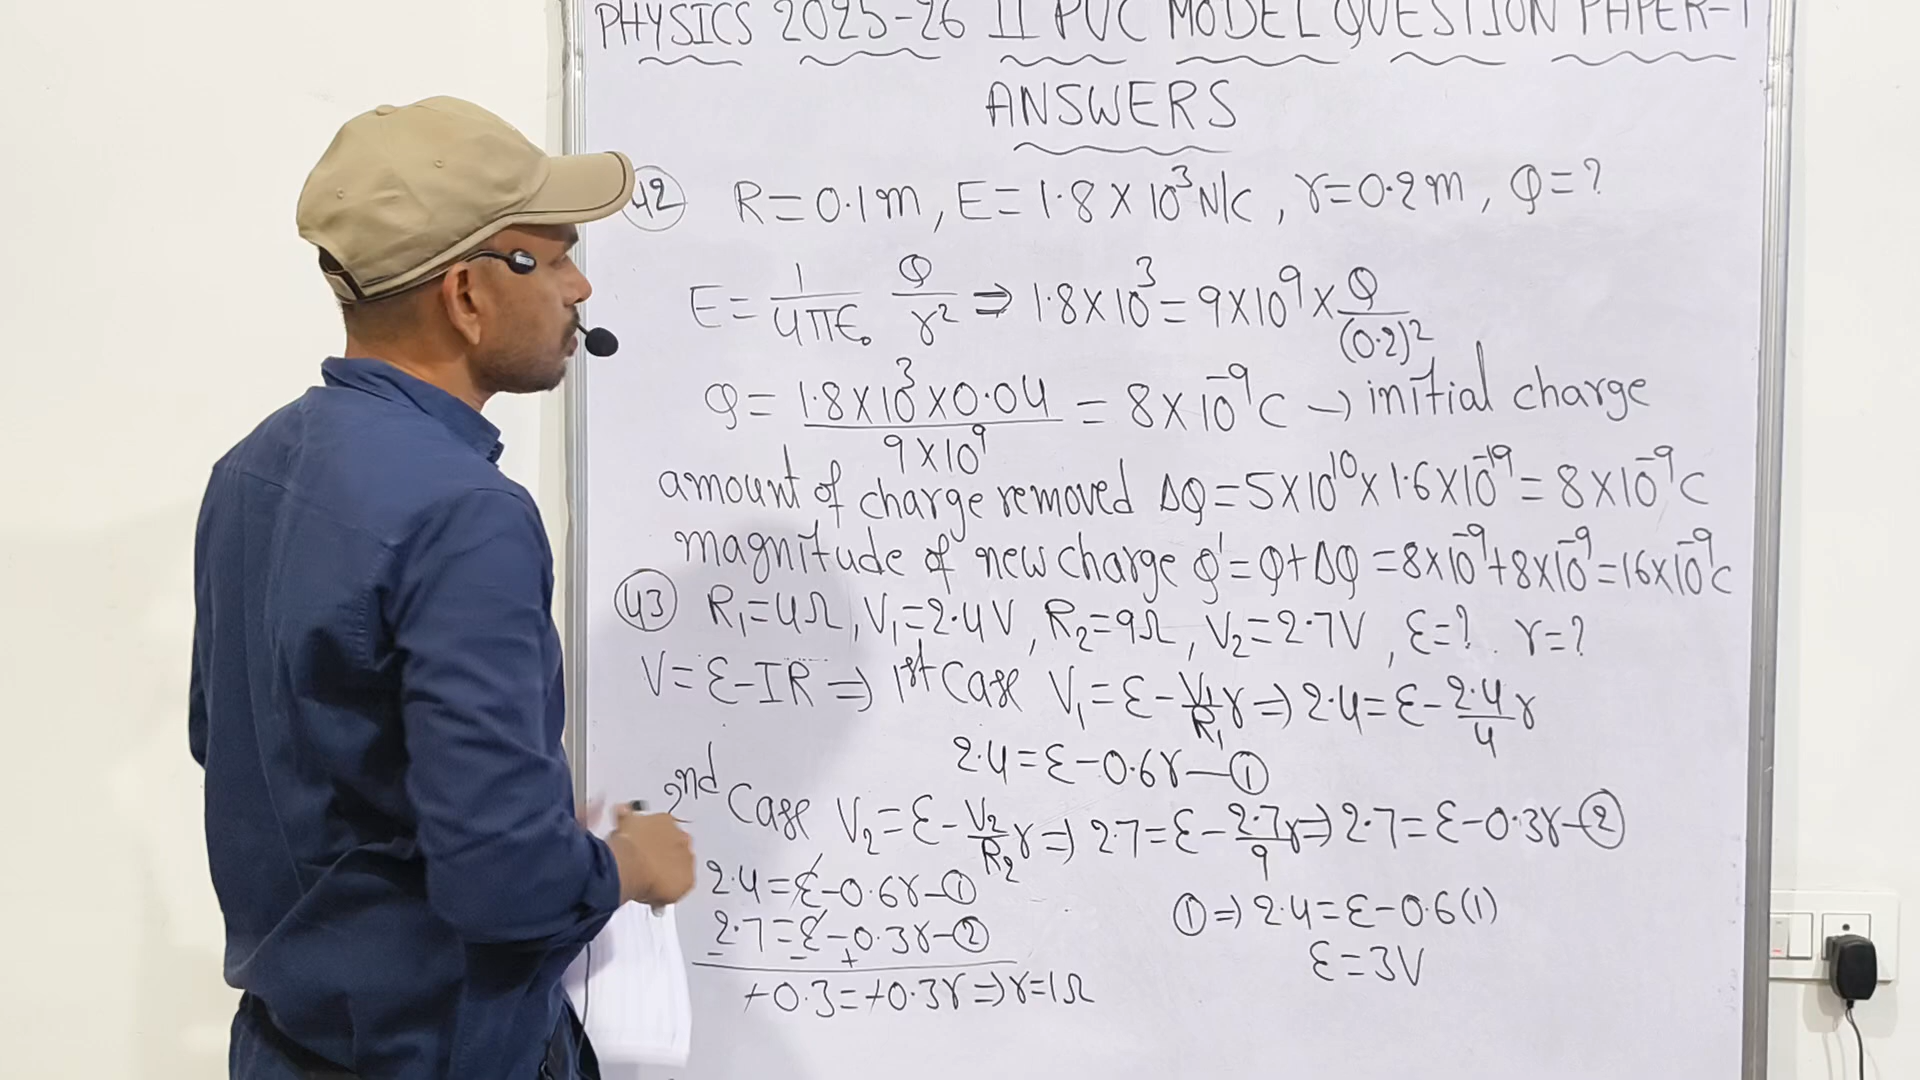 PHYSICS 2025-26 II PUC MODEL QUESTION PAPER-1
ANSWERS
42 R=0.1m, E=1.8×10³N/C, r=0.2m, Q=?
E=1/4πϵ₀ Q/r² ⇒ 1.8×10³=9×10⁹×Q/(0.2)²
Q=1.8×10³×0.04/9×10⁹ = 8×10⁻⁹C → initial charge
amount of charge removed ΔQ=5×10¹⁰×1.6×10⁻¹⁹=8×10⁻⁹C
magnitude of new charge Q'=Q+ΔQ=8×10⁻⁹+8×10⁻⁹=16×10⁻⁹C
43 R₁=4Ω, V₁=2.4V, R₂=9Ω, V₂=2.7V, ε=? r=?
V=ε-IR ⇒ 1st Case V₁=ε-V₁/R₁ r ⇒ 2.4=ε-2.4/4 r
2.4=ε-0.6r—①
2nd Case V₂=ε-V₂/R₂ r ⇒ 2.7=ε-2.7/9 r ⇒ 2.7=ε-0.3r-②
2.4=ε-0.6r-①
2.7=ε-0.3r-②
- - +
+0.3=+0.3r ⇒ r=1Ω
① ⇒ 2.4=ε-0.6(1)
ε=3V